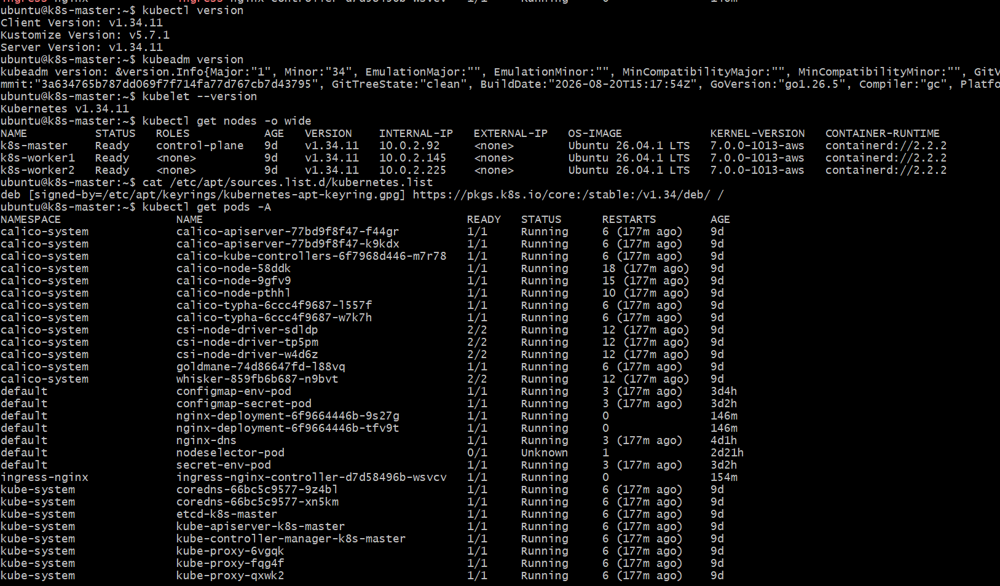 ingress-nginx ingress-nginx-controller-d7d58496b-wsvcv 1/1 Running 0 146m
ubuntu@k8s-master:~$ kubectl version
Client Version: v1.34.11
Kustomize Version: v5.7.1
Server Version: v1.34.11
ubuntu@k8s-master:~$ kubeadm version
kubeadm version: &version.Info{Major:"1", Minor:"34", EmulationMajor:"", EmulationMinor:"", MinCompatibilityMajor:"", MinCompatibilityMinor:"", GitV
mmit:"3a634765b787dd069f7f714fa77d767cb7d43795", GitTreeState:"clean", BuildDate:"2026-08-20T15:17:54Z", GoVersion:"go1.26.5", Compiler:"gc", Platfo
ubuntu@k8s-master:~$ kubelet --version
Kubernetes v1.34.11
ubuntu@k8s-master:~$ kubectl get nodes -o wide
NAME STATUS ROLES AGE VERSION INTERNAL-IP EXTERNAL-IP OS-IMAGE KERNEL-VERSION CONTAINER-RUNTIME
k8s-master Ready control-plane 9d v1.34.11 10.0.2.92 <none> Ubuntu 26.04.1 LTS 7.0.0-1013-aws containerd://2.2.2
k8s-worker1 Ready <none> 9d v1.34.11 10.0.2.145 <none> Ubuntu 26.04.1 LTS 7.0.0-1013-aws containerd://2.2.2
k8s-worker2 Ready <none> 9d v1.34.11 10.0.2.225 <none> Ubuntu 26.04.1 LTS 7.0.0-1013-aws containerd://2.2.2
ubuntu@k8s-master:~$ cat /etc/apt/sources.list.d/kubernetes.list
deb [signed-by=/etc/apt/keyrings/kubernetes-apt-keyring.gpg] https://pkgs.k8s.io/core:/stable:/v1.34/deb/ /
ubuntu@k8s-master:~$ kubectl get pods -A
NAMESPACE NAME READY STATUS RESTARTS AGE
calico-system calico-apiserver-77bd9f8f47-f44gr 1/1 Running 6 (177m ago) 9d
calico-system calico-apiserver-77bd9f8f47-k9kdx 1/1 Running 6 (177m ago) 9d
calico-system calico-kube-controllers-6f7968d446-m7r78 1/1 Running 6 (177m ago) 9d
calico-system calico-node-58ddk 1/1 Running 18 (177m ago) 9d
calico-system calico-node-9gfv9 1/1 Running 15 (177m ago) 9d
calico-system calico-node-pthhl 1/1 Running 10 (177m ago) 9d
calico-system calico-typha-6ccc4f9687-l557f 1/1 Running 6 (177m ago) 9d
calico-system calico-typha-6ccc4f9687-w7k7h 1/1 Running 6 (177m ago) 9d
calico-system csi-node-driver-sdldp 2/2 Running 12 (177m ago) 9d
calico-system csi-node-driver-tp5pm 2/2 Running 12 (177m ago) 9d
calico-system csi-node-driver-w4d6z 2/2 Running 12 (177m ago) 9d
calico-system goldmane-74d86647fd-l88vq 1/1 Running 6 (177m ago) 9d
calico-system whisker-859fb6b687-n9bvt 2/2 Running 12 (177m ago) 9d
default configmap-env-pod 1/1 Running 3 (177m ago) 3d4h
default configmap-secret-pod 1/1 Running 3 (177m ago) 3d2h
default nginx-deployment-6f9664446b-9s27g 1/1 Running 0 146m
default nginx-deployment-6f9664446b-tfv9t 1/1 Running 0 146m
default nginx-dns 1/1 Running 3 (177m ago) 4d1h
default nodeselector-pod 0/1 Unknown 1 2d21h
default secret-env-pod 1/1 Running 3 (177m ago) 3d2h
ingress-nginx ingress-nginx-controller-d7d58496b-wsvcv 1/1 Running 0 154m
kube-system coredns-66bc5c9577-9z4bl 1/1 Running 6 (177m ago) 9d
kube-system coredns-66bc5c9577-xn5km 1/1 Running 6 (177m ago) 9d
kube-system etcd-k8s-master 1/1 Running 6 (177m ago) 9d
kube-system kube-apiserver-k8s-master 1/1 Running 6 (177m ago) 9d
kube-system kube-controller-manager-k8s-master 1/1 Running 6 (177m ago) 9d
kube-system kube-proxy-6vgqk 1/1 Running 6 (177m ago) 9d
kube-system kube-proxy-fqg4f 1/1 Running 6 (177m ago) 9d
kube-system kube-proxy-qxwk2 1/1 Running 6 (177m ago) 9d